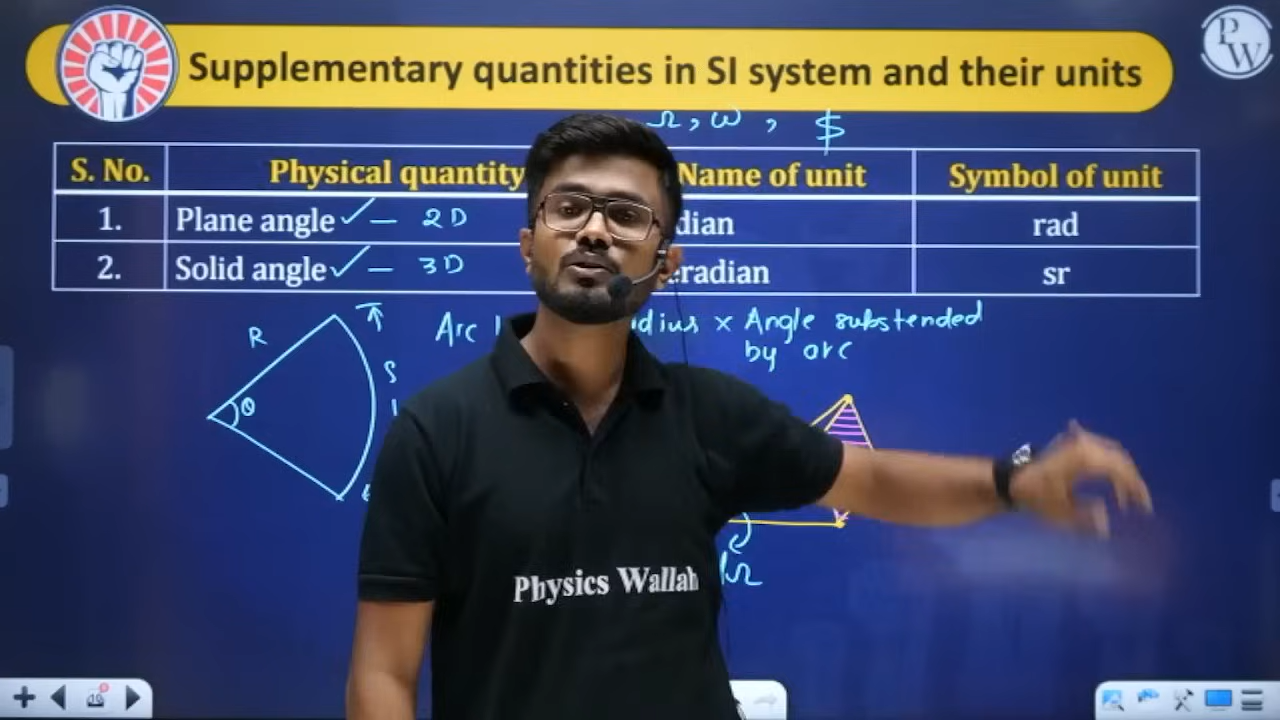 Supplementary quantities in SI system and their units
P
W
Ω, ω, $
S. No. Physical quantity Name of unit Symbol of unit
1. Plane angle ✓ – 2D dian rad
2. Solid angle ✓ – 3D eradian sr
Arc dius × Angle substended
by arc
R
θ
S
dΩ
Physics Wallah